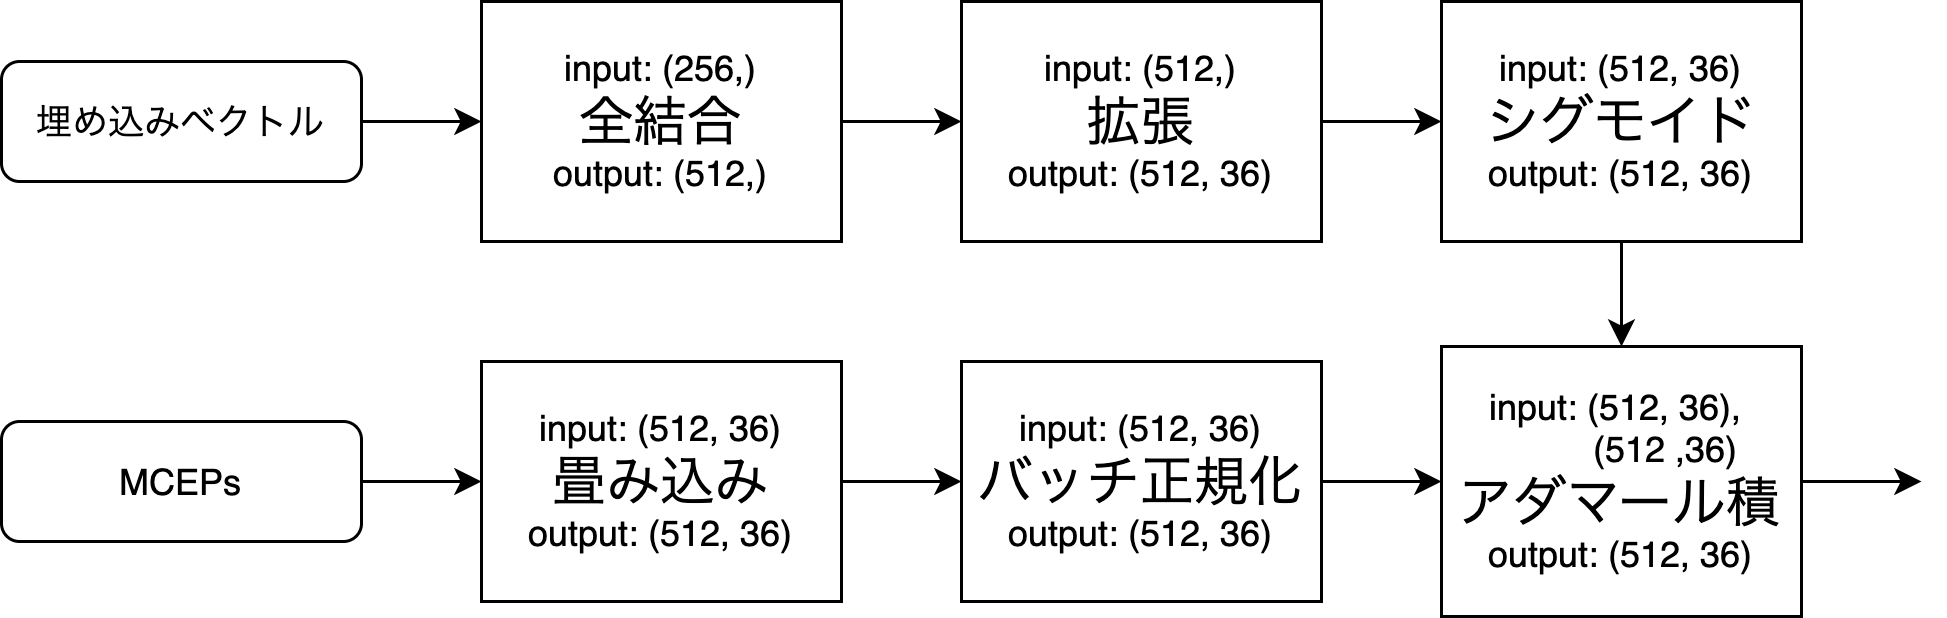 埋め込みベクトル
input: (256,)
全結合
output: (512,)
input: (512,)
拡張
output: (512, 36)
input: (512, 36)
シグモイド
output: (512, 36)
MCEPs
input: (512, 36)
畳み込み
output: (512, 36)
input: (512, 36)
バッチ正規化
output: (512, 36)
input: (512, 36),
(512 ,36)
アダマール積
output: (512, 36)